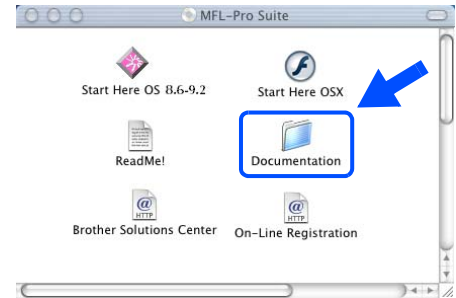 MFL-Pro Suite
Start Here OS 8.6-9.2
Start Here OSX
ReadMe!
Documentation
@
HTTP
@
HTTP
Brother Solutions Center
On-Line Registration